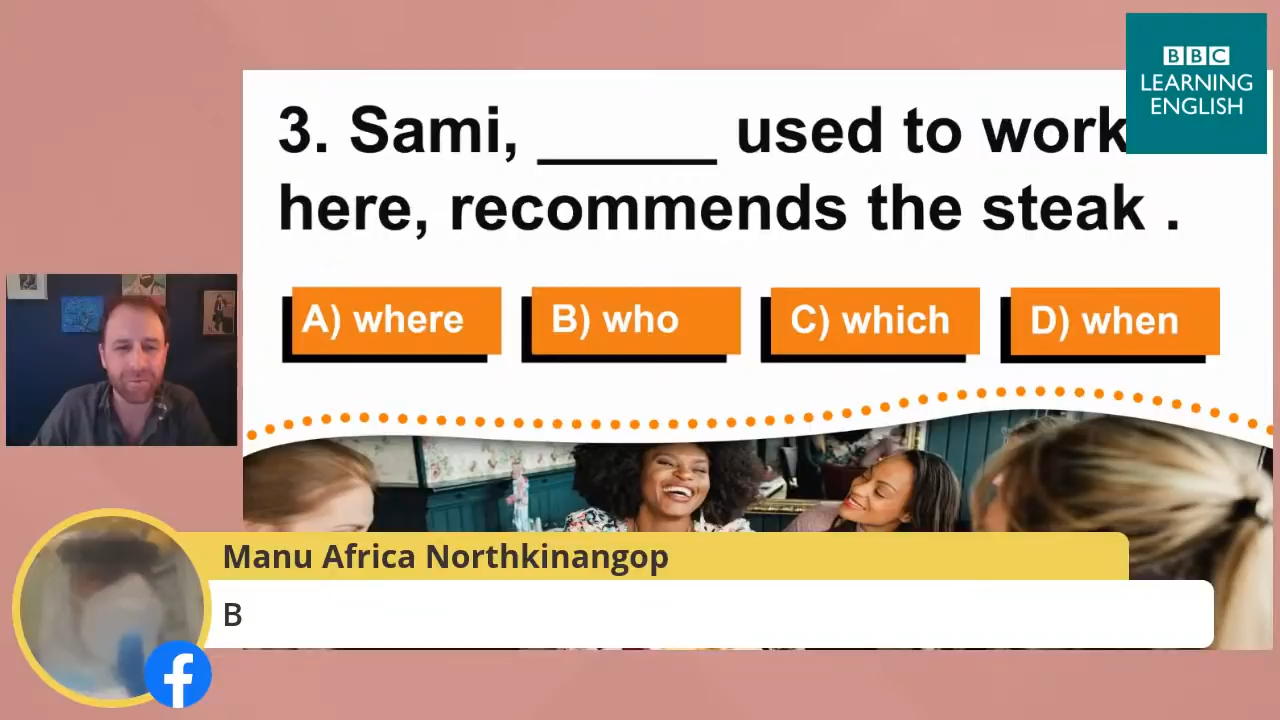 BBC
LEARNING
ENGLISH
3. Sami, _____ used to work
here, recommends the steak .
A) where
B) who
C) which
D) when
Manu Africa Northkinangop
B